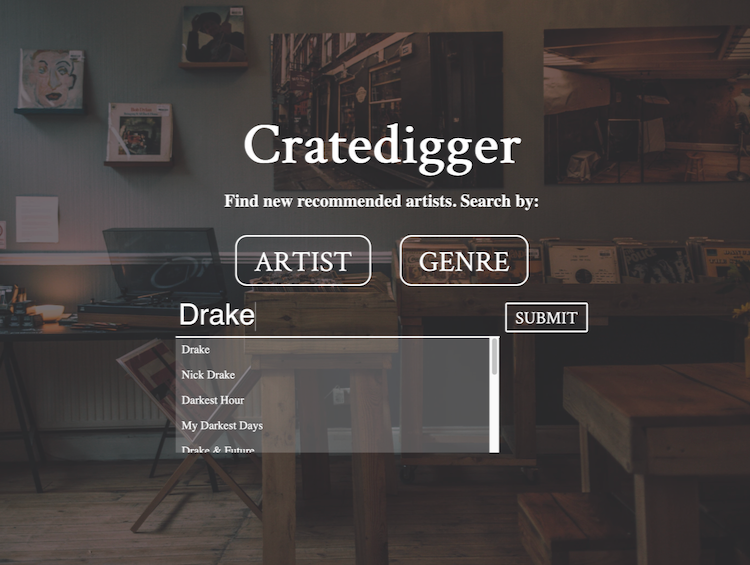 Cratedigger
Find new recommended artists. Search by:
ARTIST GENRE
Drake SUBMIT
Drake
Nick Drake
Darkest Hour
My Darkest Days
Drake & Future